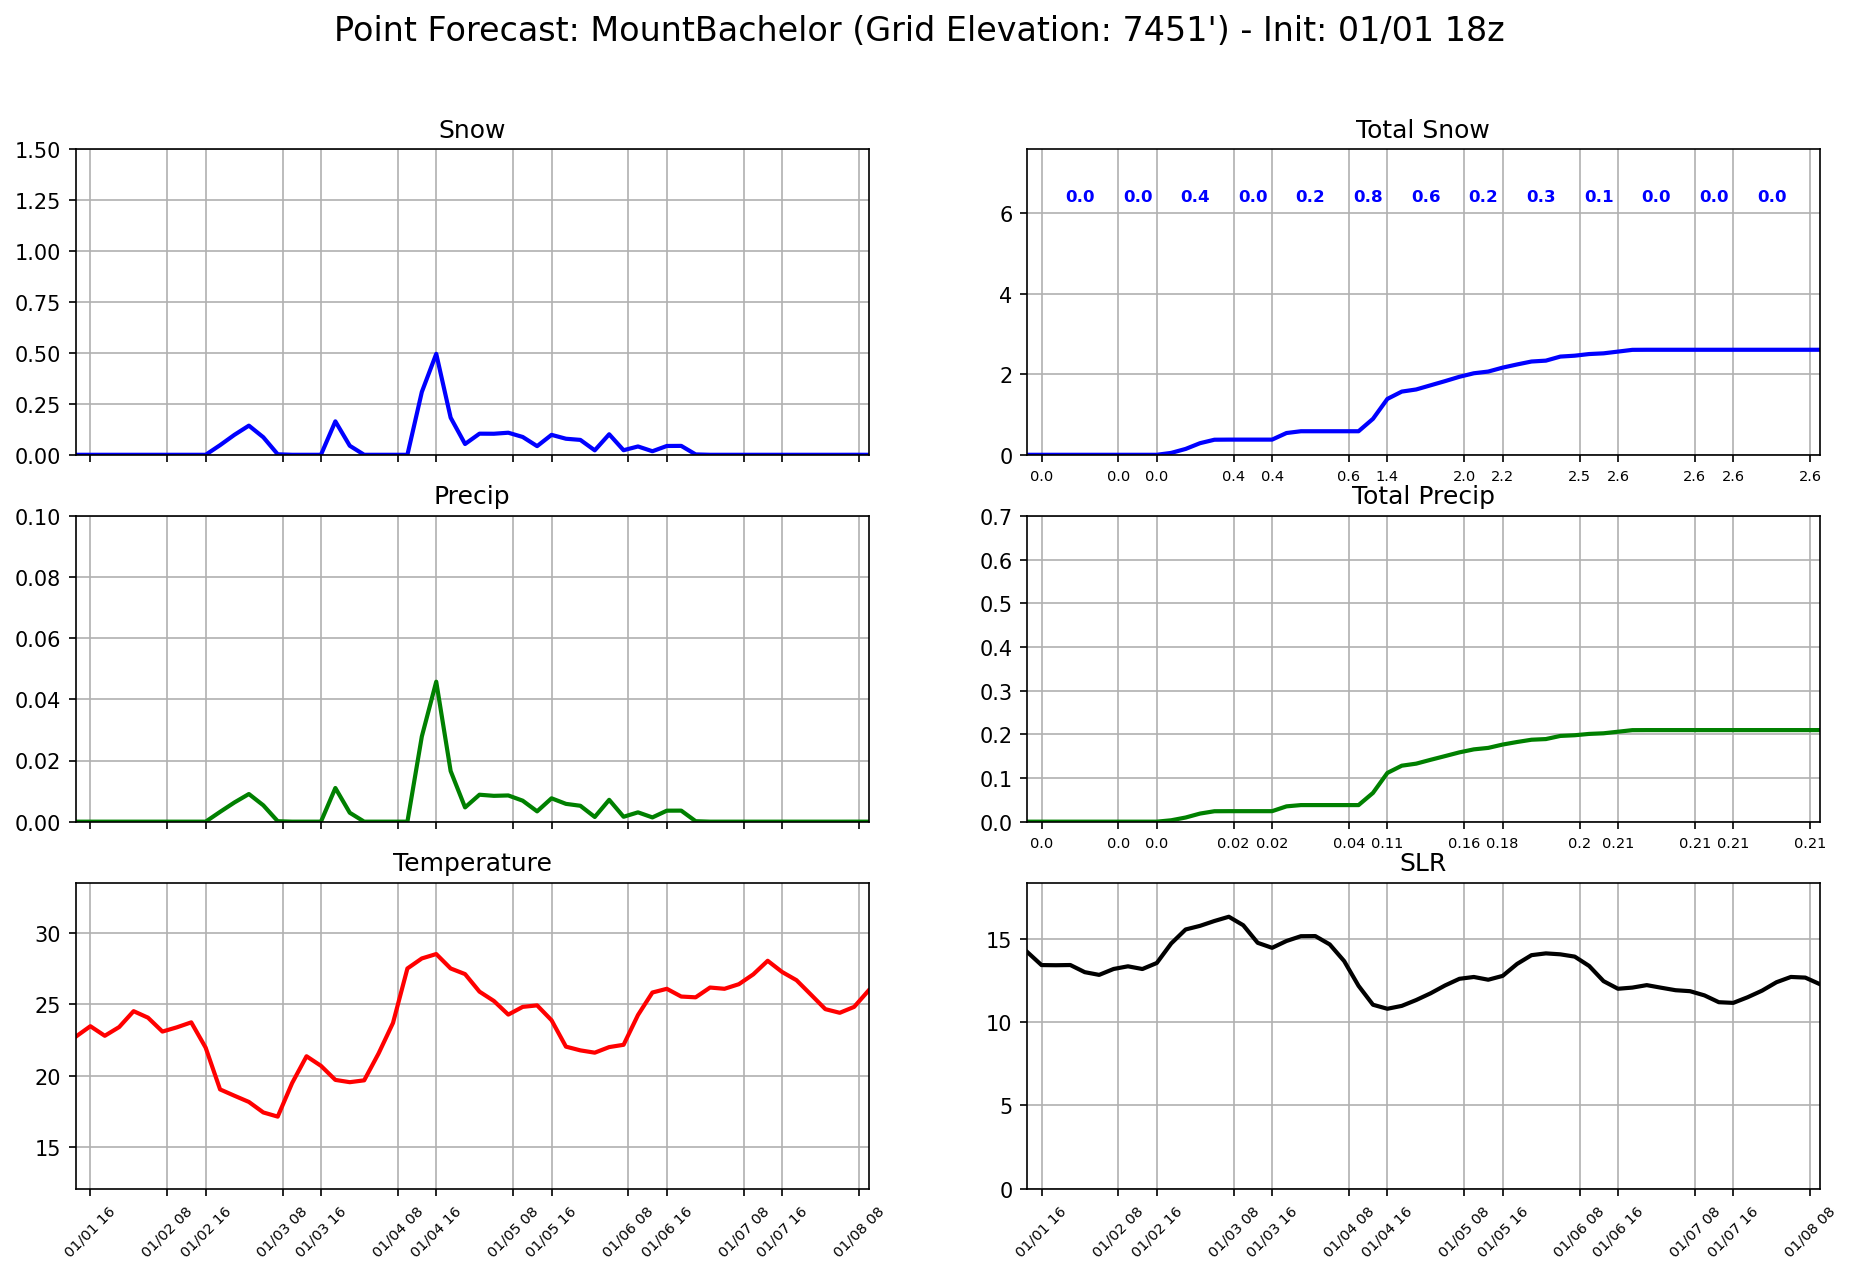 Point Forecast: MountBachelor (Grid Elevation: 7451') - Init: 01/01 18z
Snow
1.50
1.25
1.00
0.75
0.50
0.25
0.00
Total Snow
0.0 0.0 0.4 0.0 0.2 0.8 0.6 0.2 0.3 0.1 0.0 0.0 0.0
6
4
2
0
0.0 0.0 0.0 0.4 0.4 0.6 1.4 2.0 2.2 2.5 2.6 2.6 2.6 2.6
Precip
0.10
0.08
0.06
0.04
0.02
0.00
Total Precip
0.7
0.6
0.5
0.4
0.3
0.2
0.1
0.0
0.0 0.0 0.0 0.02 0.02 0.04 0.11 0.16 0.18 0.2 0.21 0.21 0.21 0.21
Temperature
30
25
20
15
01/01 16 01/02 08 01/02 16 01/03 08 01/03 16 01/04 08 01/04 16 01/05 08 01/05 16 01/06 08 01/06 16 01/07 08 01/07 16 01/08 08
SLR
15
10
5
0
01/01 16 01/02 08 01/02 16 01/03 08 01/03 16 01/04 08 01/04 16 01/05 08 01/05 16 01/06 08 01/06 16 01/07 08 01/07 16 01/08 08